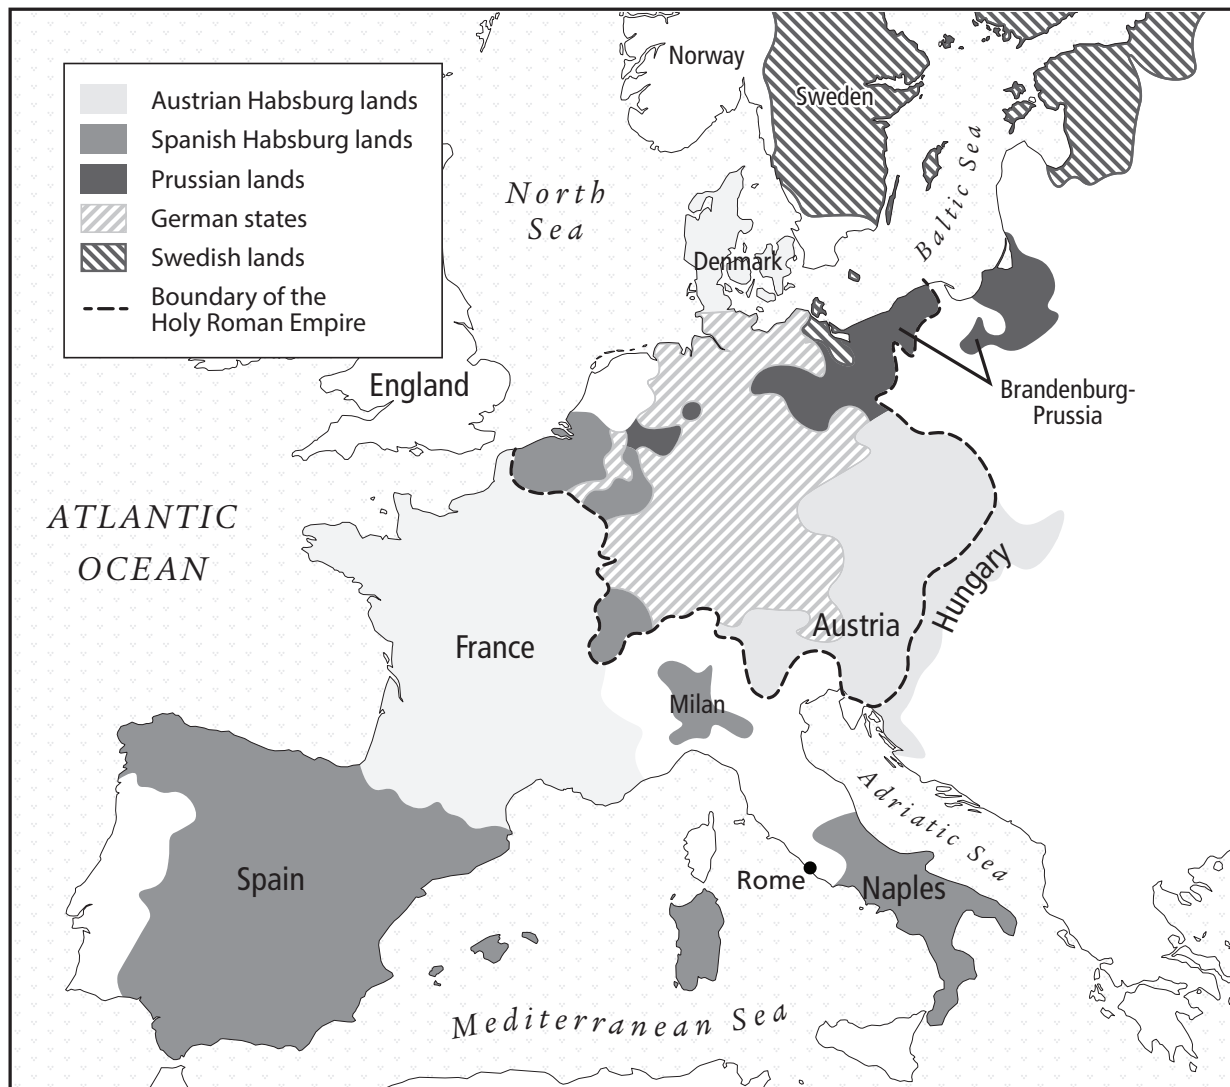 Austrian Habsburg lands
Spanish Habsburg lands
Prussian lands
German states
Swedish lands
Boundary of the
Holy Roman Empire
Norway
Sweden
Baltic Sea
North
Sea
Denmark
England
Brandenburg-
Prussia
ATLANTIC
OCEAN
Hungary
Austria
France
Milan
Adriatic Sea
Spain
Rome
Naples
Mediterranean Sea